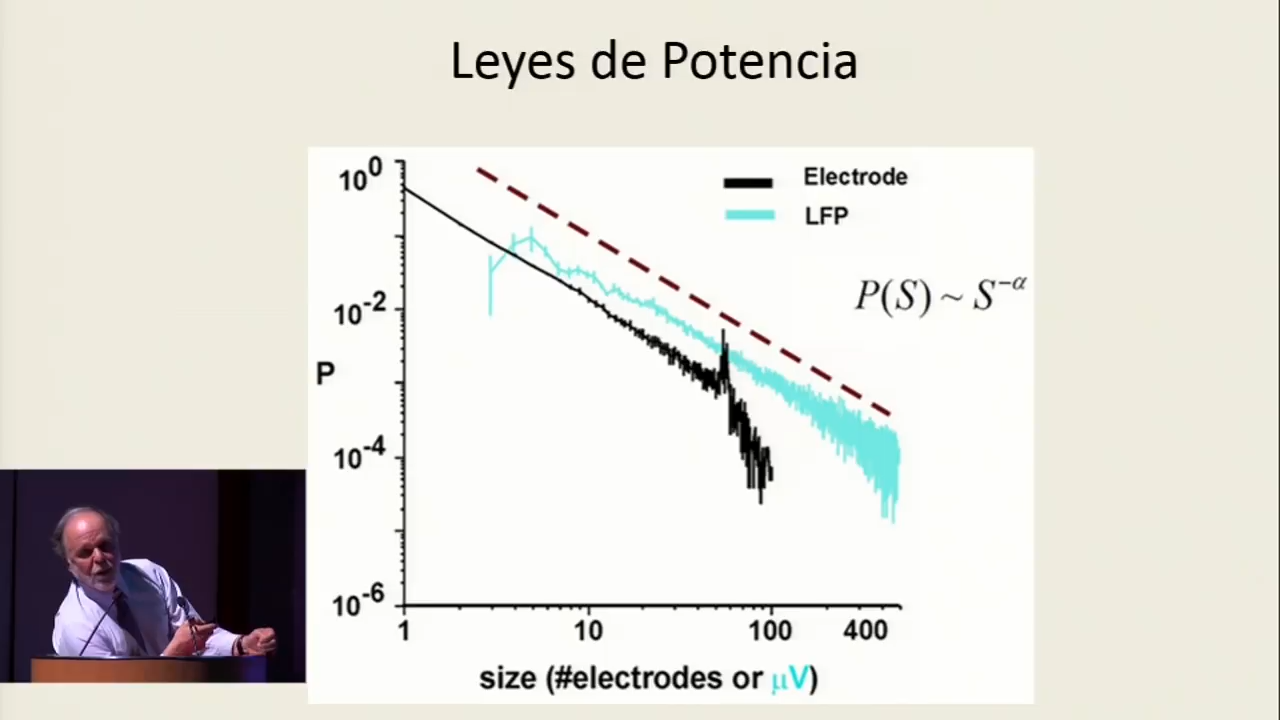 Leyes de Potencia
Electrode
LFP
P(S) ~ S^{-α}
10^0
10^-2
P
10^-4
10^-6
1 10 100 400
size (#electrodes or μV)